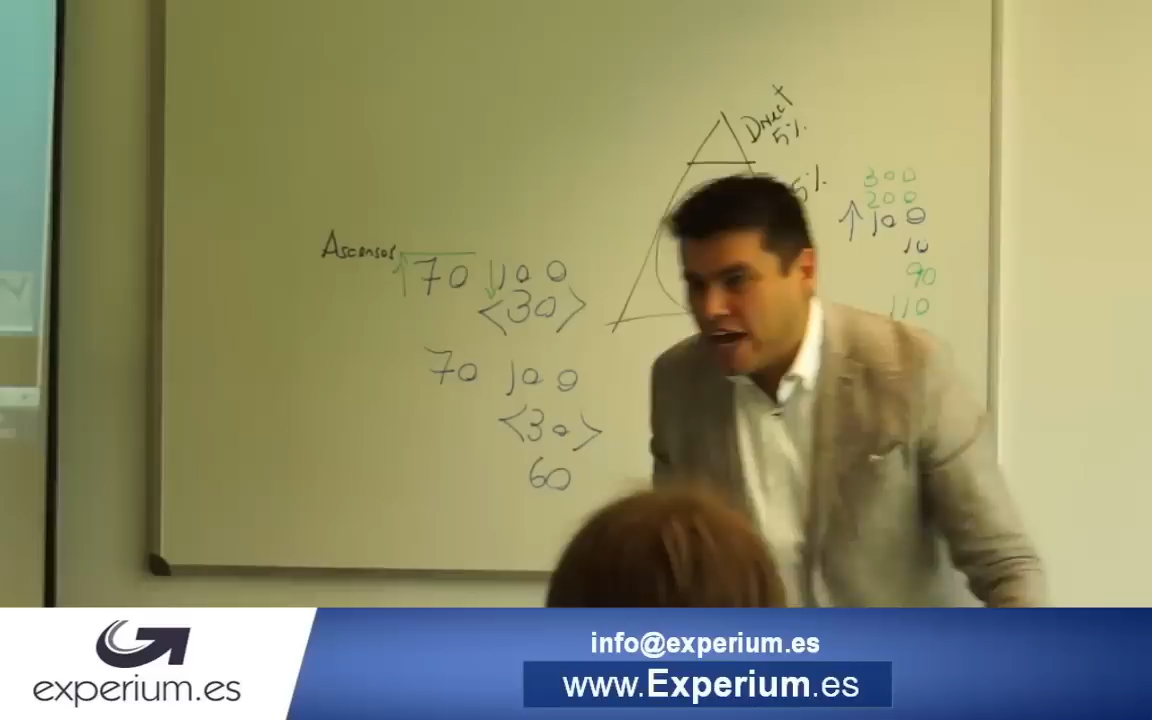 Direct
5%
5%
300
200
100
10
90
110
Ascensos
70 100
<30>
70 100
<30>
60
experium.es
info@experium.es
www.Experium.es